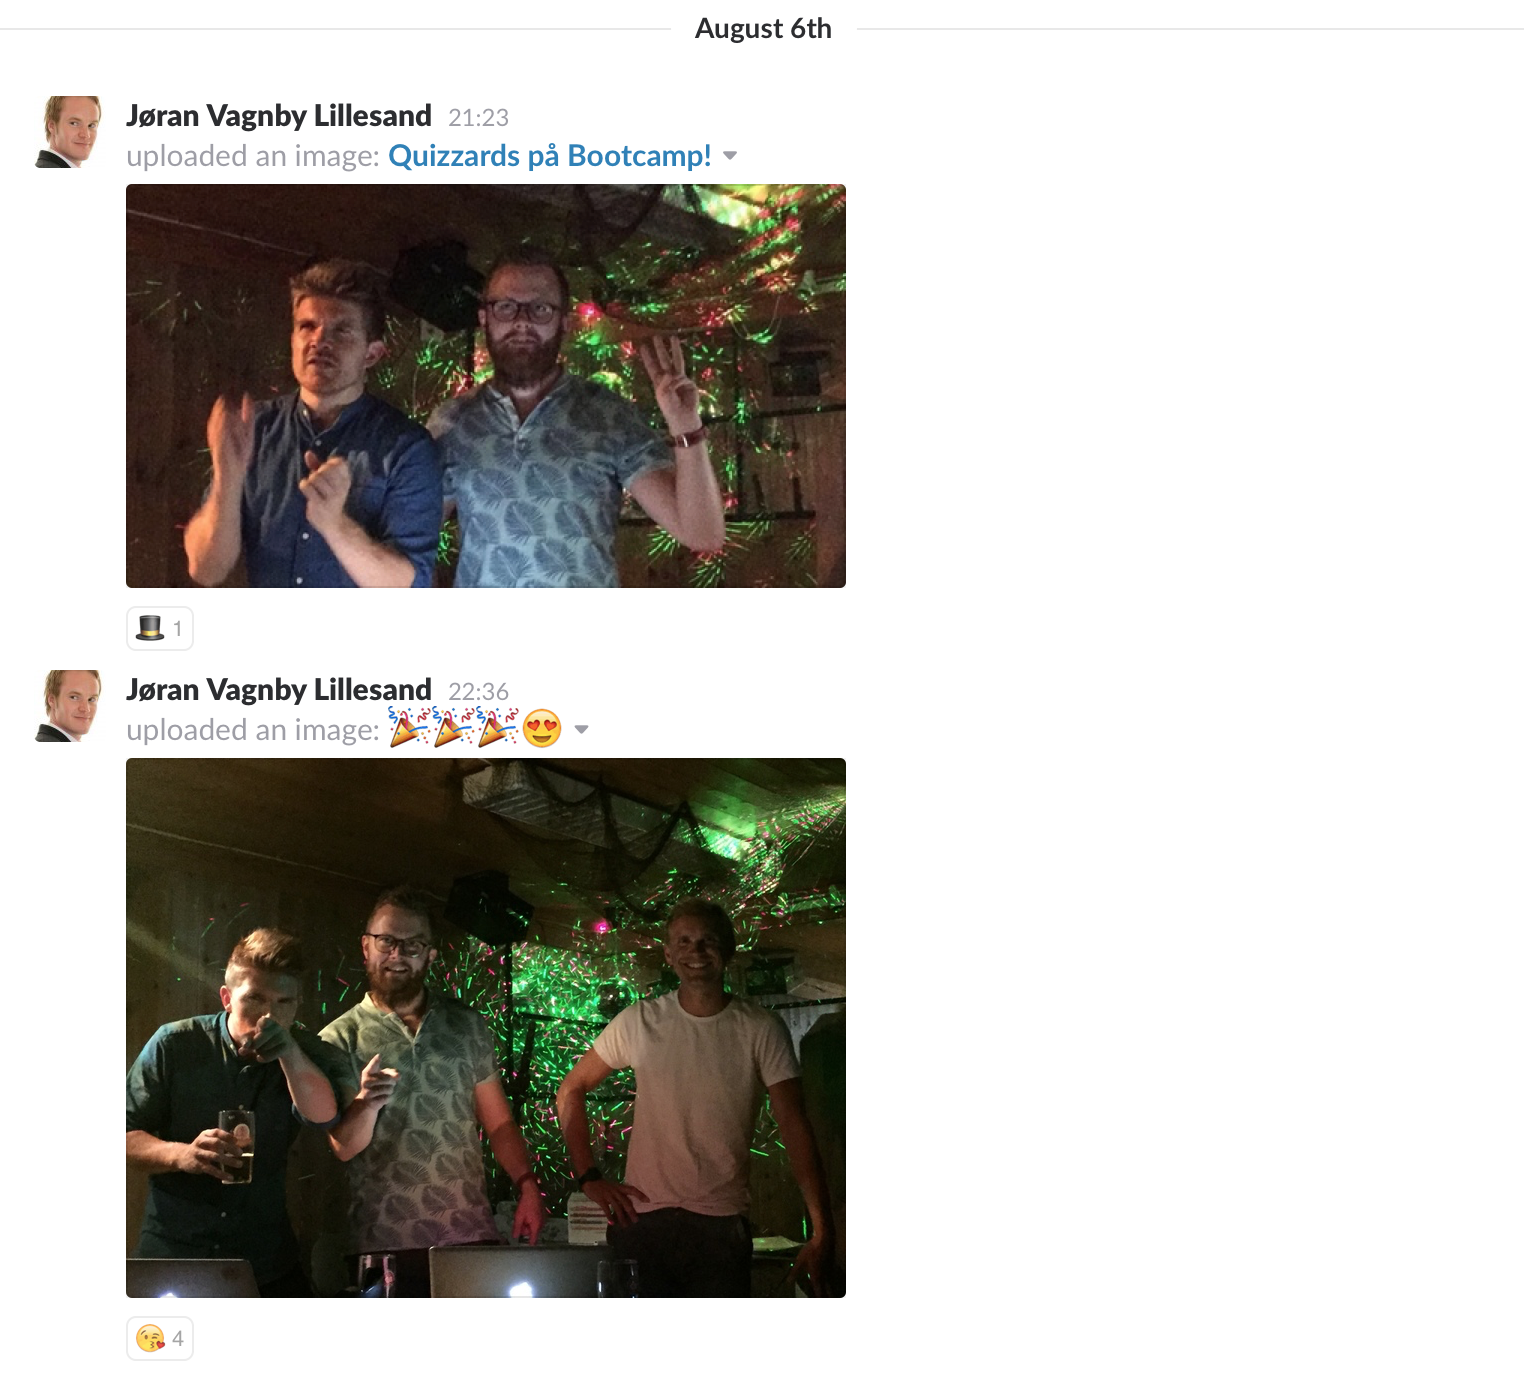 August 6th
Jøran Vagnby Lillesand 21:23
uploaded an image: Quizzards på Bootcamp!
1
Jøran Vagnby Lillesand 22:36
uploaded an image: 🎉🎉🎉😍
4